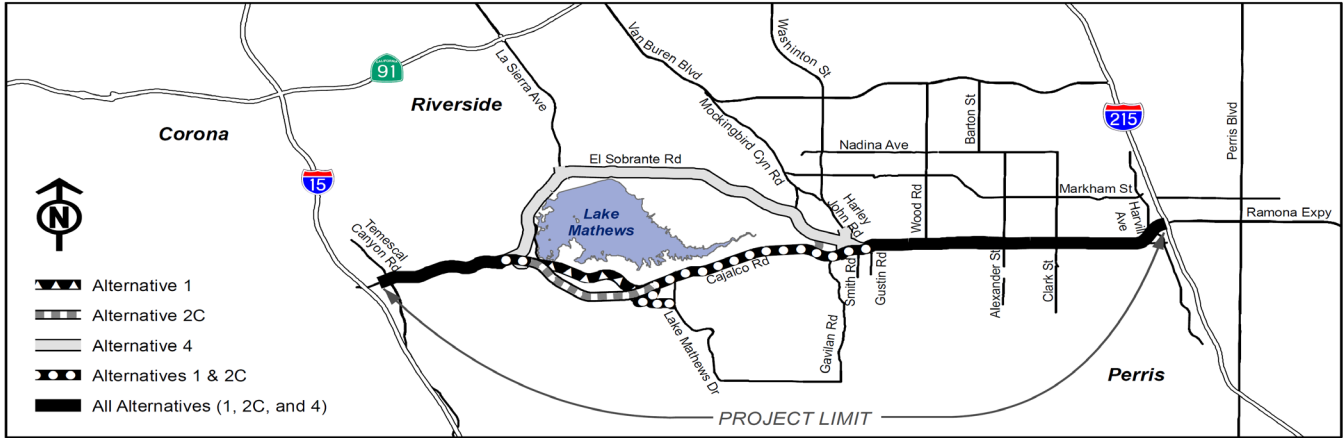 CALIFORNIA
91
Riverside
Corona
15
215
La Sierra Ave
Van Buren Blvd
Washinton St
Mockingbird Cyn Rd
Barton St
Perris Blvd
Nadina Ave
El Sobrante Rd
Wood Rd
Markham St
Harley
John Rd
Harvill
Ave
Ramona Expy
N
Lake
Mathews
Temescal
Canyon Rd
Cajalco Rd
Smith Rd
Gustin Rd
Alexander St
Clark St
Lake Mathews Dr
Gavilan Rd
Perris
Alternative 1
Alternative 2C
Alternative 4
Alternatives 1 & 2C
All Alternatives (1, 2C, and 4)
PROJECT LIMIT